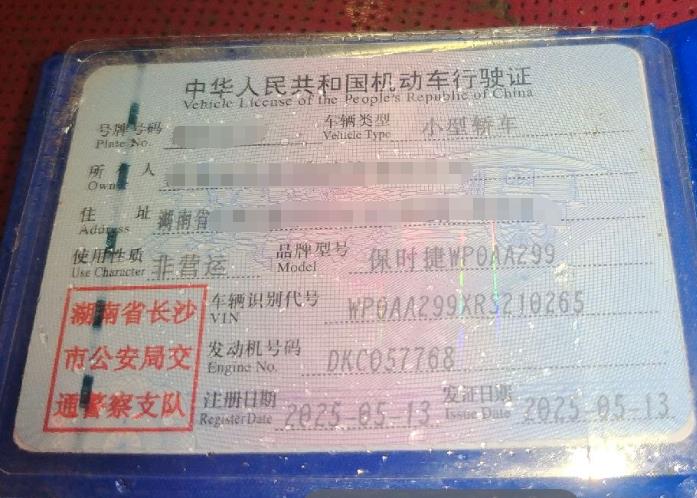 中华人民共和国机动车行驶证
Vehicle License of the People's Republic of China
号牌号码 车辆类型 小型轿车
Plate No. Vehicle Type
所有人
Owner
住址 湖南省
Address
使用性质 非营运 品牌型号 保时捷WP0AA299
Use Character Model
湖南省长沙 车辆识别代号 WP0AA299XRS210265
VIN
市公安局交 发动机号码 DKC057768
Engine No.
通警察支队 注册日期 2025-05-13 发证日期 2025-05-13
Register Date Issue Date